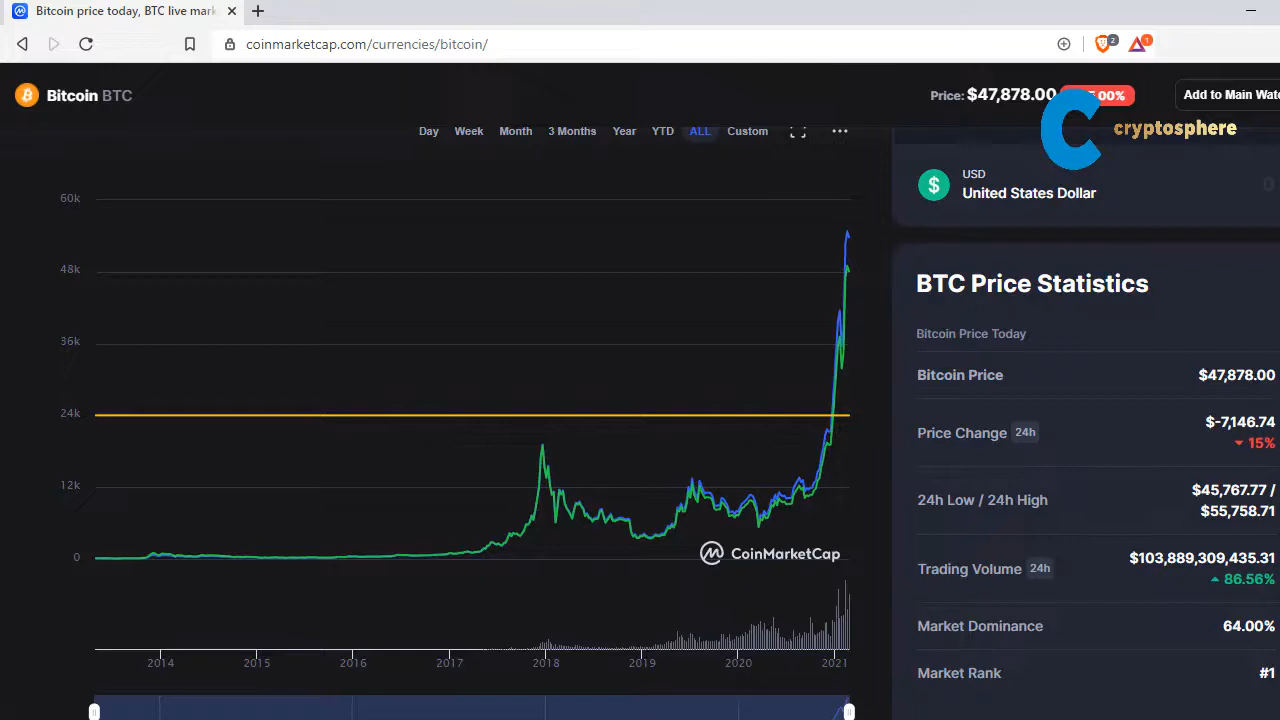 Bitcoin price today, BTC live mark
coinmarketcap.com/currencies/bitcoin/
2
1
Bitcoin BTC
Price: $47,878.00
.00%
Add to Main Wat
cryptosphere
Day Week Month 3 Months Year YTD ALL Custom
USD
United States Dollar
0
60k
48k
36k
24k
12k
0
CoinMarketCap
2014 2015 2016 2017 2018 2019 2020 2021
BTC Price Statistics
Bitcoin Price Today
Bitcoin Price $47,878.00
Price Change 24h $-7,146.74
15%
24h Low / 24h High $45,767.77 /
$55,758.71
Trading Volume 24h $103,889,309,435.31
86.56%
Market Dominance 64.00%
Market Rank #1